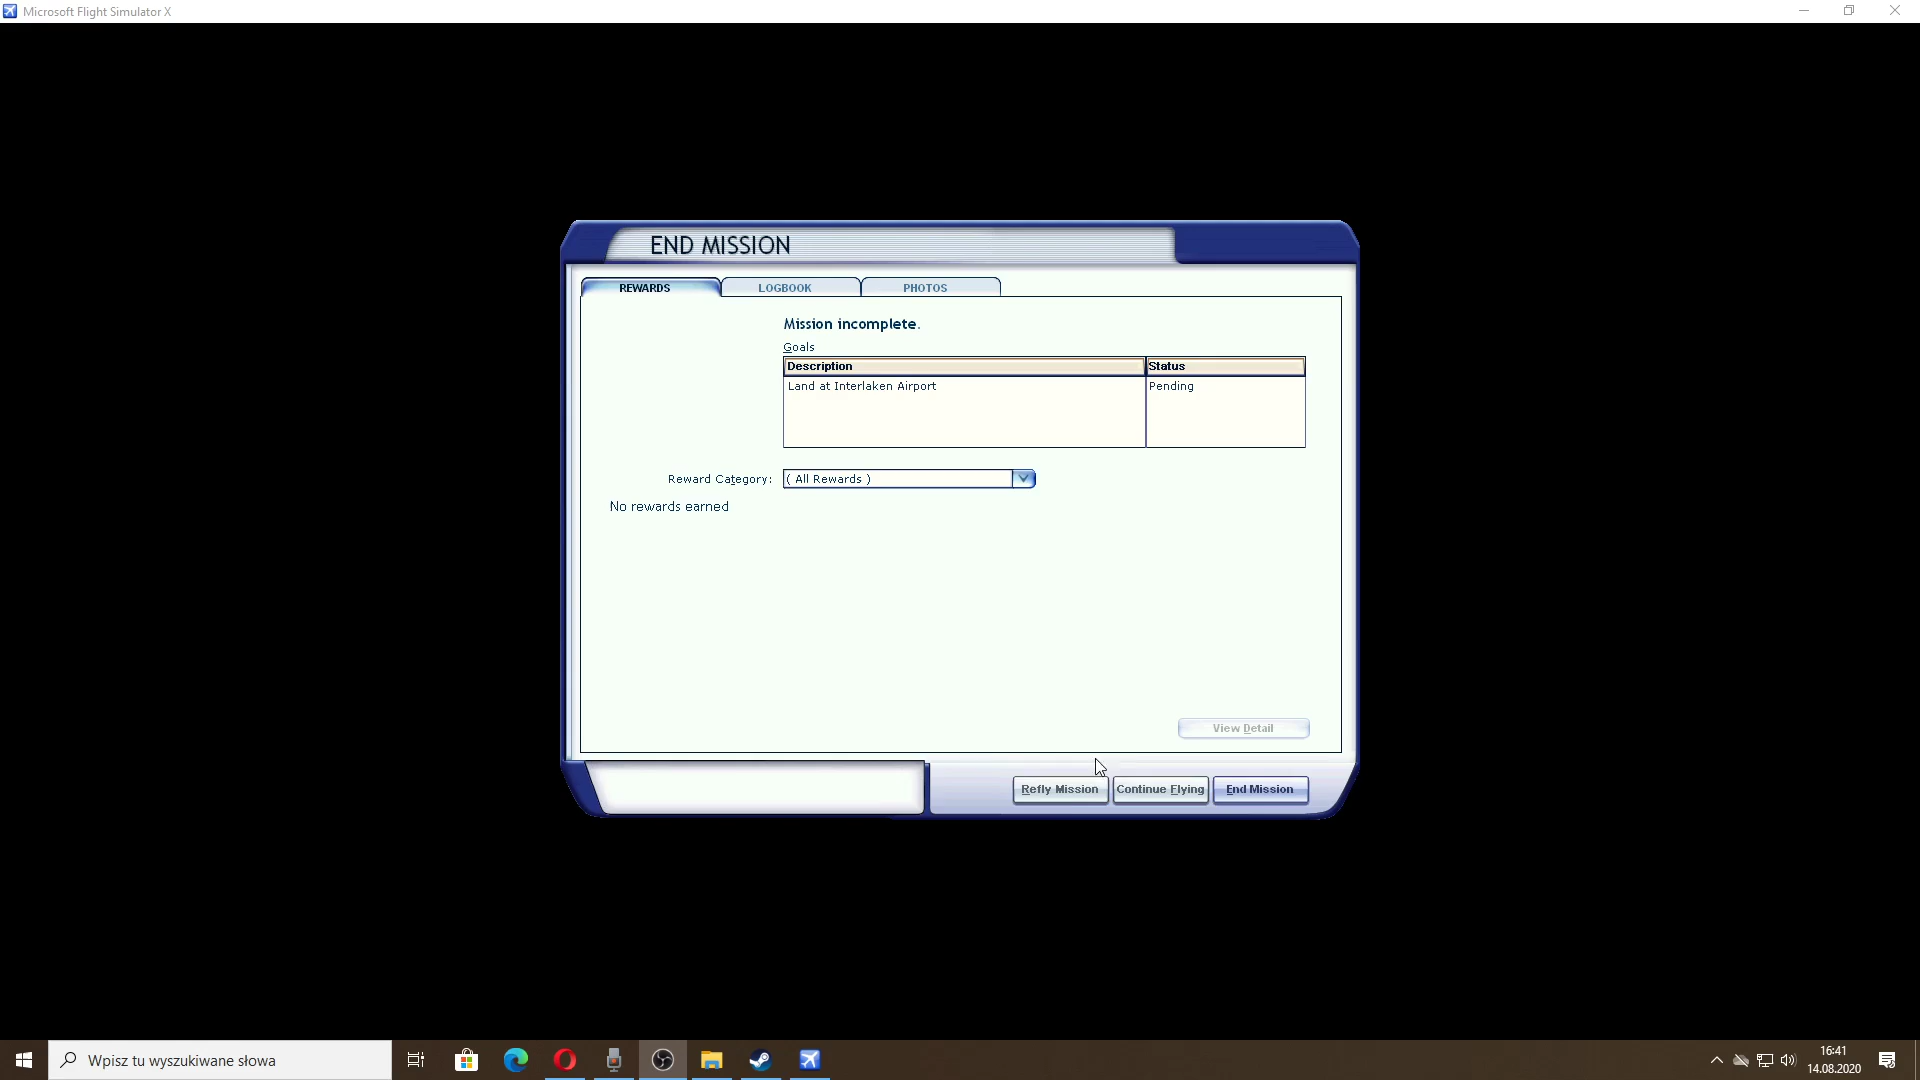 Microsoft Flight Simulator X
END MISSION
REWARDS
LOGBOOK
PHOTOS
Mission incomplete.
Goals
Description
Status
Land at Interlaken Airport
Pending
Reward Category:
( All Rewards )
No rewards earned
View Detail
Refly Mission
Continue Flying
End Mission
Wpisz tu wyszukiwane słowa
16:41
14.08.2020